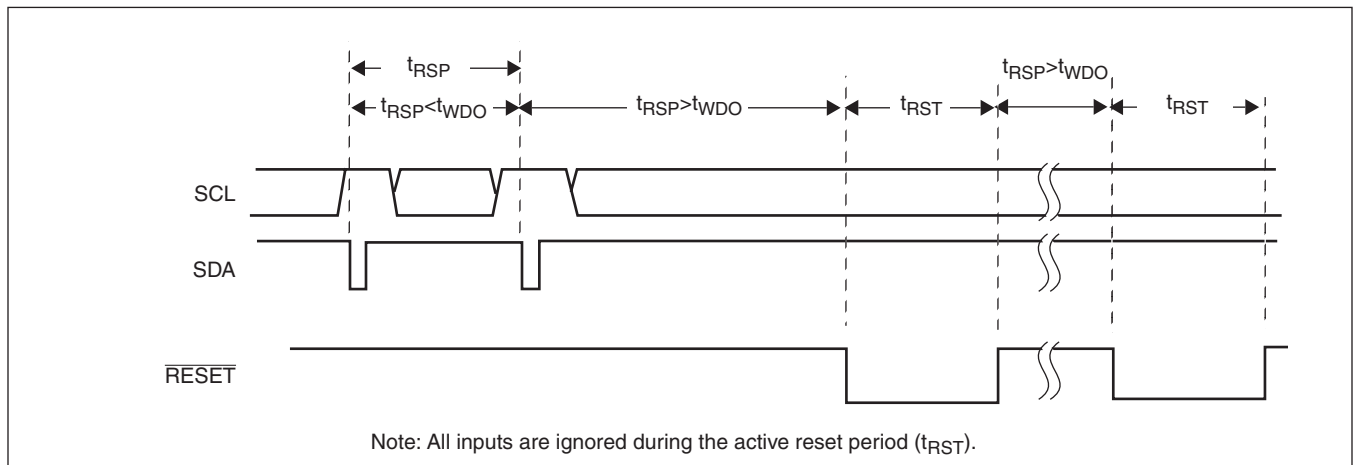 tRSP
tRSP>tWDO
tRSP<tWDO
tRSP>tWDO
tRST
tRST
SCL
SDA
RESET
Note: All inputs are ignored during the active reset period (tRST).